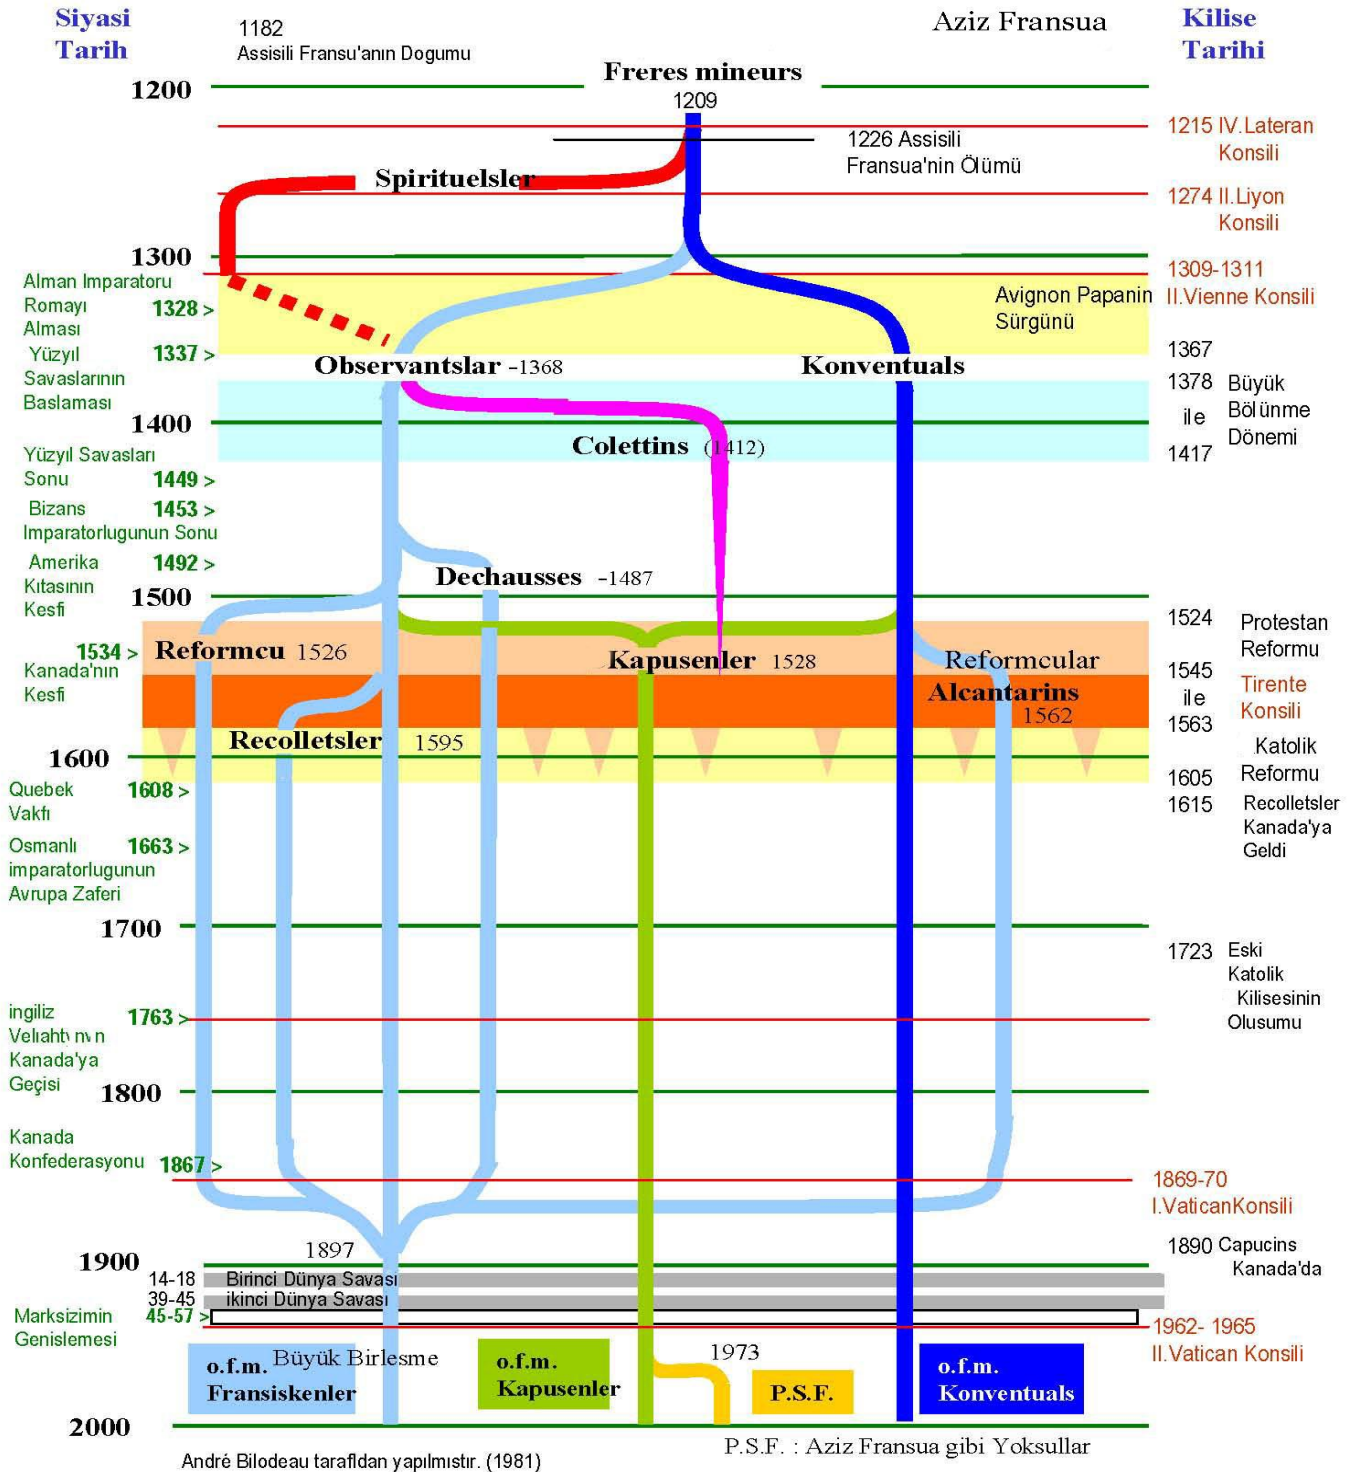 Siyasi
Tarih
1182
Assisili Fransu'anın Dogumu
Aziz Fransua
Kilise
Tarihi
Freres mineurs
1200
1209
1215 IV.Lateran
Konsili
1226 Assisili
Fransua'nin Ölümü
Spirituelsler
1274 II.Liyon
Konsili
1300
1309-1311
II.Vienne Konsili
Alman Imparatoru
Romayı
Alması
1328 >
Avignon Papanin
Sürgünü
Yüzyıl
Savaslarının
Baslaması
1337 >
1367
Observantslar -1368
Konventuals
1378
ile
1417
Büyük
Bölünme
Dönemi
1400
Colettins (1412)
Yüzyıl Savasları
Sonu
1449 >
Bizans 1453 >
Imparatorlugunun Sonu
Amerika 1492 >
Kıtasının
Kesfi
Dechausses -1487
1500
1524 Protestan
Reformu
1534 >
Kanada'nın
Kesfi
Reformcu 1526
Kapusenler 1528
Reformcular
Alcantarins
1562
1545
ile
1563
Tirente
Konsili
Recolletsler 1595
1600
Katolik
1605 Reformu
Quebek 1608 >
Vakfı
1615 Recolletsler
Kanada'ya
Geldi
Osmanlı 1663 >
imparatorlugunun
Avrupa Zaferi
1700
1723 Eski
Katolik
Kilisesinin
Olusumu
ingiliz 1763 >
Kanada'ya
Geçisi
1800
Kanada
Konfederasyonu 1867 >
1869-70
I.VaticanKonsili
1897
1900
1890 Capucins
Kanada'da
14-18 Birinci Dünya Savası
39-45 ikinci Dünya Savası
Marksizimin 45-57 >
Genislemesi
1962- 1965
II.Vatican Konsili
o.f.m. Büyük Birlesme
Fransiskenler
o.f.m.
Kapusenler
1973
P.S.F.
o.f.m.
Konventuals
2000
P.S.F. : Aziz Fransua gibi Yoksullar
André Bilodeau tarafldan yapılmıstır. (1981)